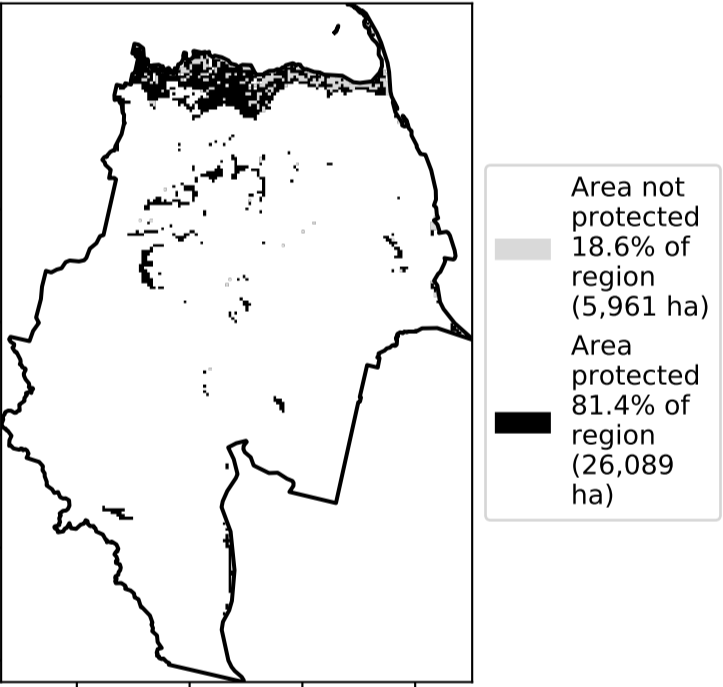 Area not
protected
18.6% of
region
(5,961 ha)
Area
protected
81.4% of
region
(26,089
ha)